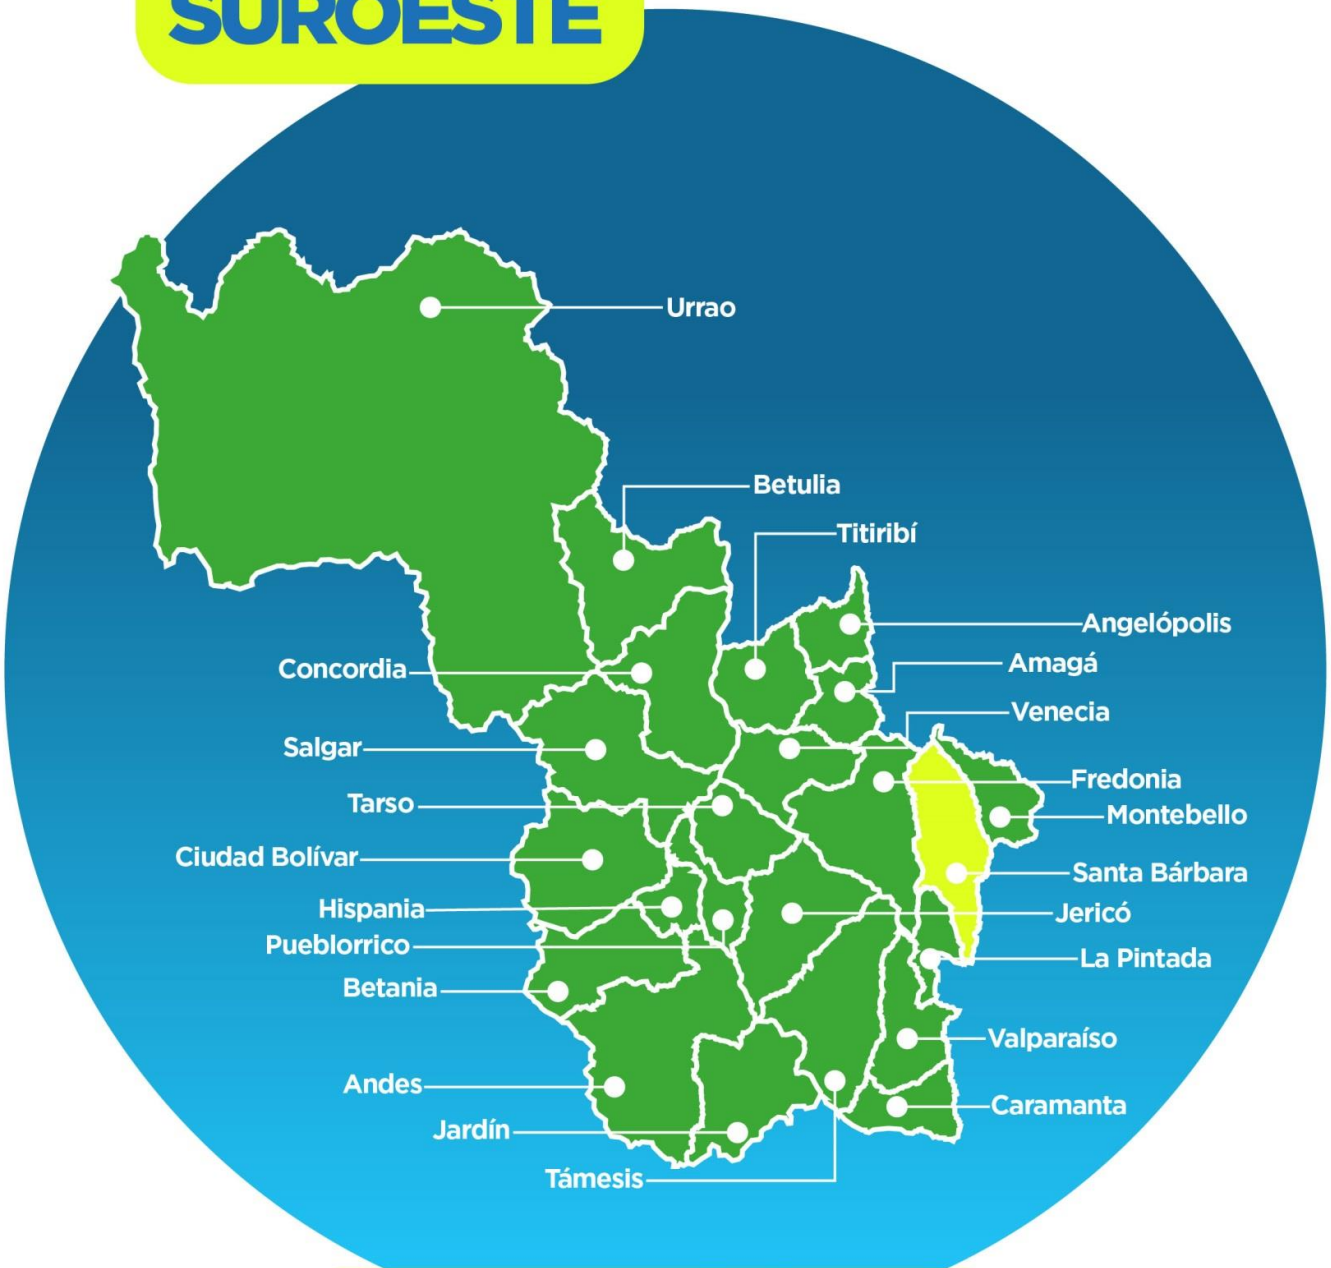 SUROESTE
Urrao
Betulia
Titiribí
Angelópolis
Amagá
Concordia
Venecia
Salgar
Fredonia
Tarso
Montebello
Ciudad Bolívar
Santa Bárbara
Hispania
Jericó
Pueblorrico
La Pintada
Betania
Valparaíso
Andes
Caramanta
Jardín
Támesis